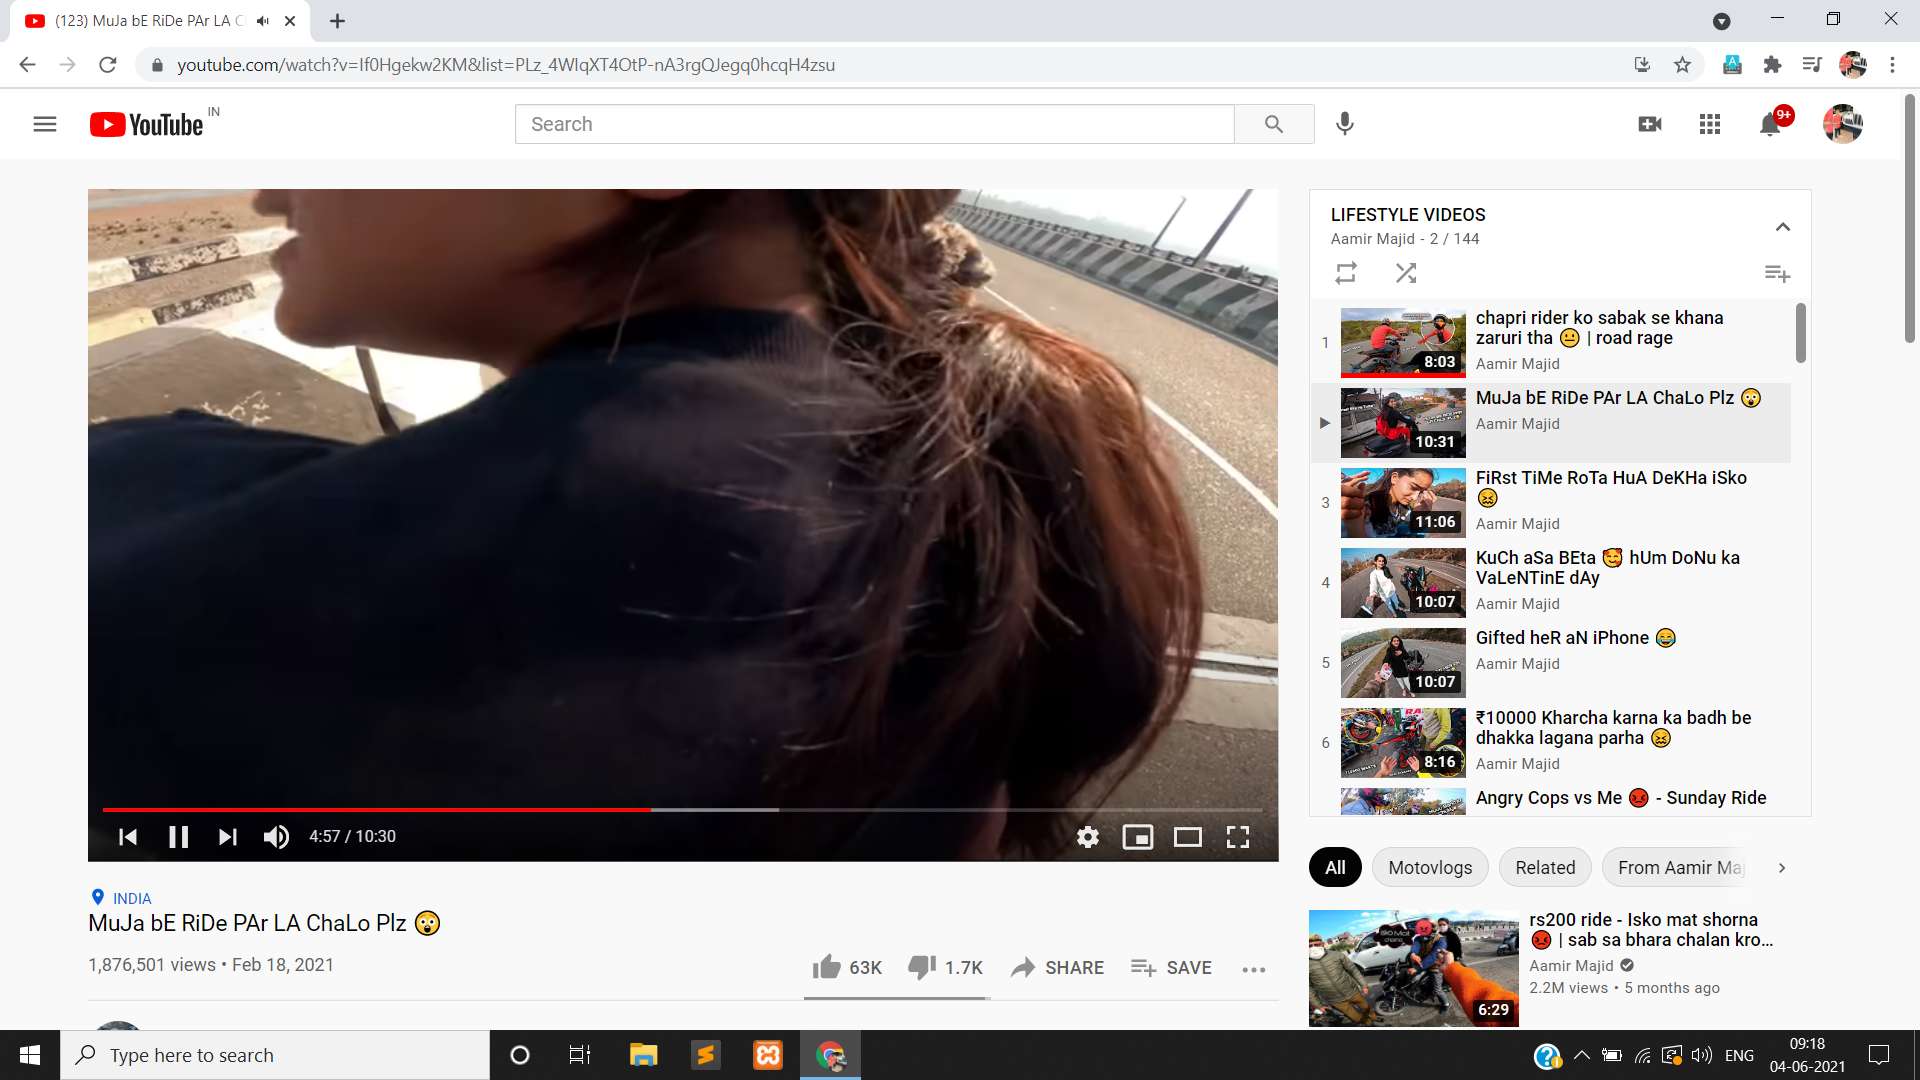 (123) MuJa bE RiDe PAr LA C
youtube.com/watch?v=If0Hgekw2KM&list=PLz_4WIqXT4OtP-nA3rgQJegq0hcqH4zsu
YouTube IN
Search
9+
LIFESTYLE VIDEOS
Aamir Majid - 2 / 144
1
chapri rider ko sabak se khana
zaruri tha 😐 | road rage
8:03
Aamir Majid
MuJa bE RiDe PAr LA ChaLo Plz 😲
10:31
Aamir Majid
3
FiRst TiMe RoTa HuA DeKHa iSko
😖
11:06
Aamir Majid
4
KuCh aSa BEta 🥰 hUm DoNu ka
VaLeNTinE dAy
10:07
Aamir Majid
5
Gifted heR aN iPhone 😂
10:07
Aamir Majid
6
₹10000 Kharcha karna ka badh be
dhakka lagana parha 😖
8:16
Aamir Majid
Angry Cops vs Me 😡 - Sunday Ride
4:57 / 10:30
All
Motovlogs
Related
From Aamir Maj
INDIA
MuJa bE RiDe PAr LA ChaLo Plz 😲
1,876,501 views • Feb 18, 2021
63K
1.7K
SHARE
SAVE
rs200 ride - Isko mat shorna
😡 | sab sa bhara chalan kro...
Aamir Majid
2.2M views • 5 months ago
6:29
Type here to search
ENG
09:18
04-06-2021